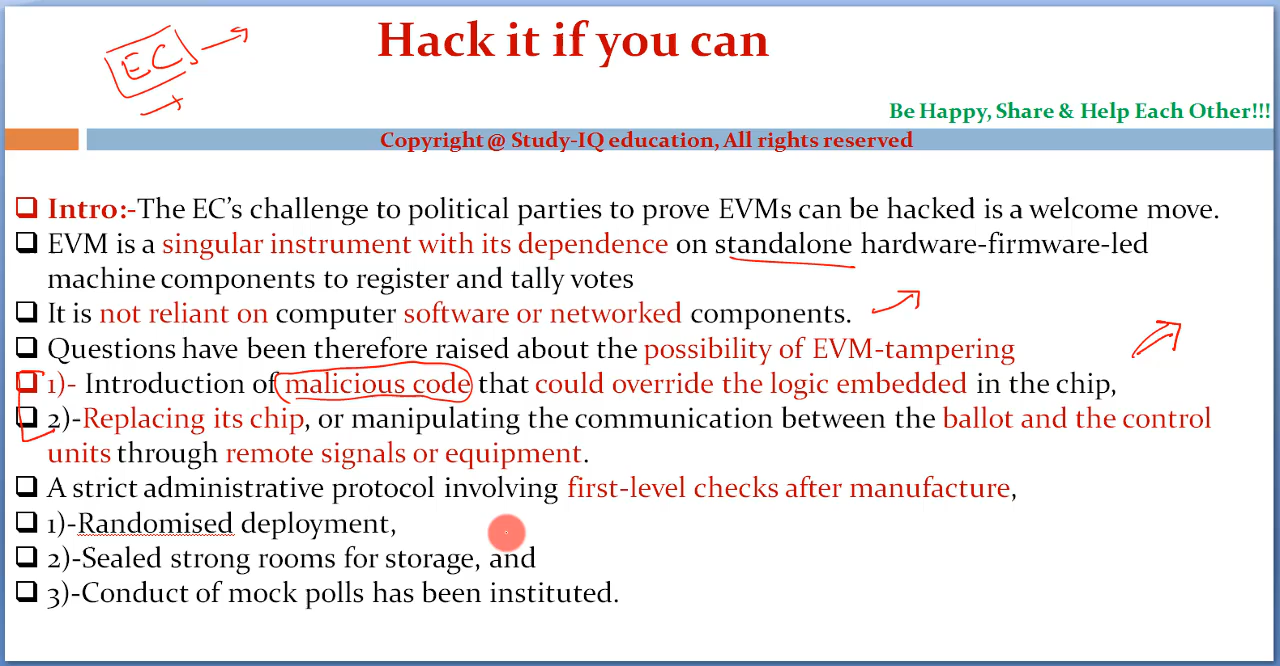 Hack it if you can
EC
Be Happy, Share & Help Each Other!!!
Copyright @ Study-IQ education, All rights reserved
Intro:-The EC's challenge to political parties to prove EVMs can be hacked is a welcome move.
EVM is a singular instrument with its dependence on standalone hardware-firmware-led
machine components to register and tally votes
It is not reliant on computer software or networked components.
Questions have been therefore raised about the possibility of EVM-tampering
1)- Introduction of malicious code that could override the logic embedded in the chip,
2)-Replacing its chip, or manipulating the communication between the ballot and the control
units through remote signals or equipment.
A strict administrative protocol involving first-level checks after manufacture,
1)-Randomised deployment,
2)-Sealed strong rooms for storage, and
3)-Conduct of mock polls has been instituted.